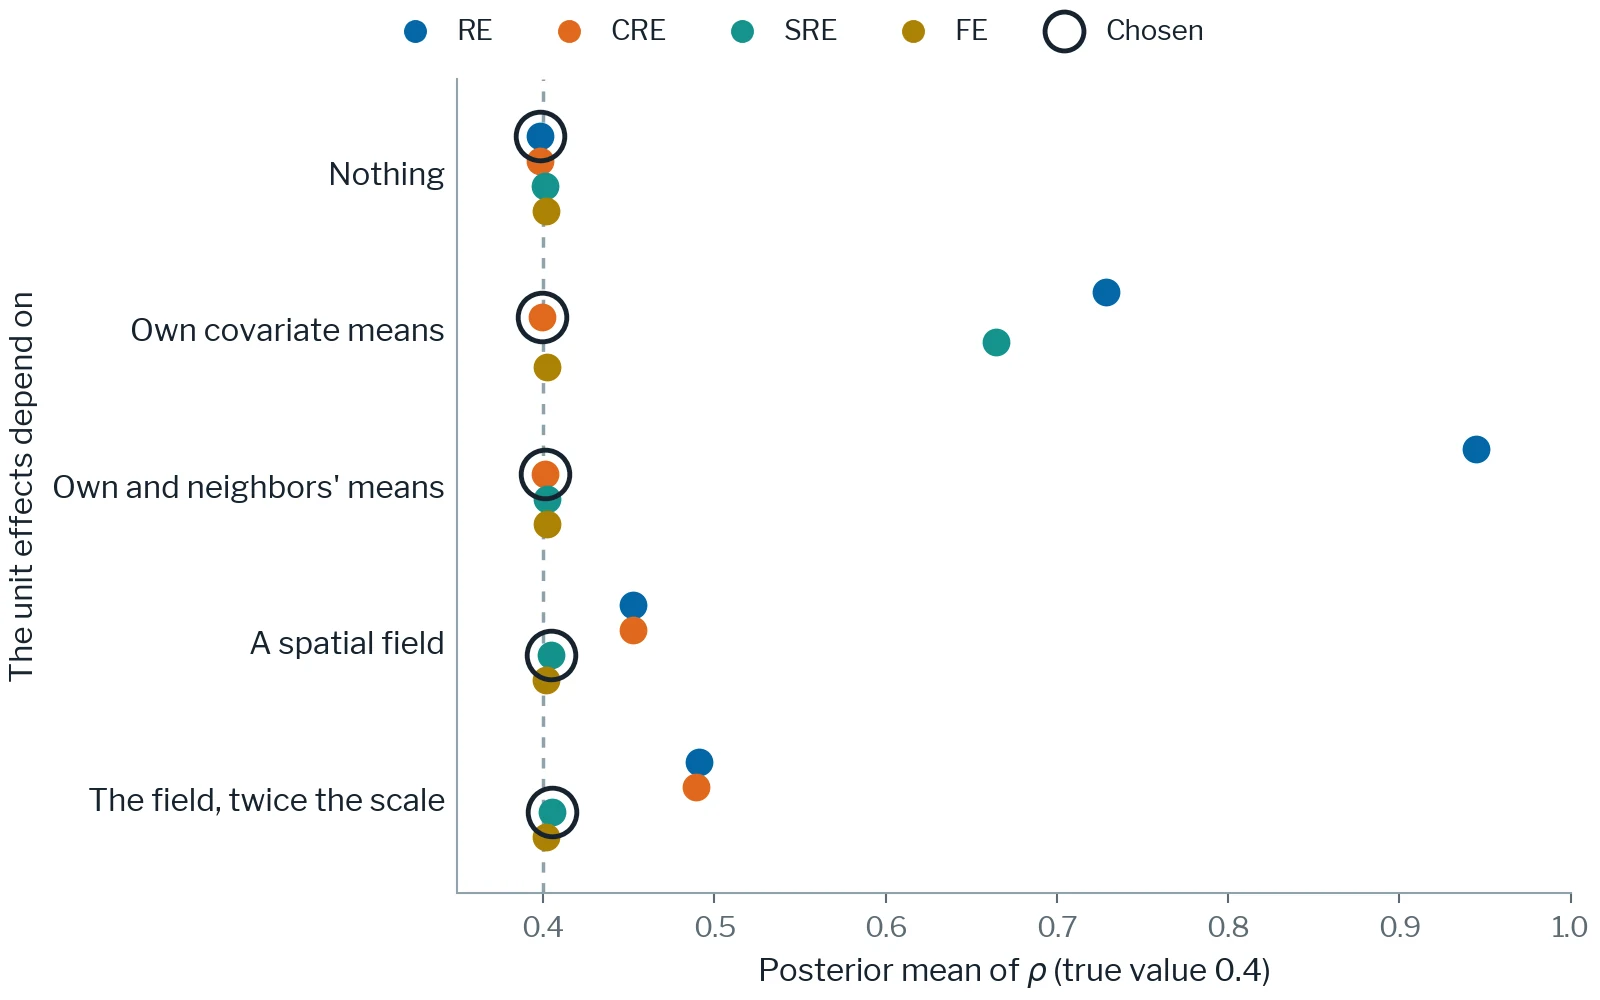 RE CRE SRE FE Chosen
The unit effects depend on
Nothing
Own covariate means
Own and neighbors' means
A spatial field
The field, twice the scale
0.4 0.5 0.6 0.7 0.8 0.9 1.0
Posterior mean of ρ (true value 0.4)